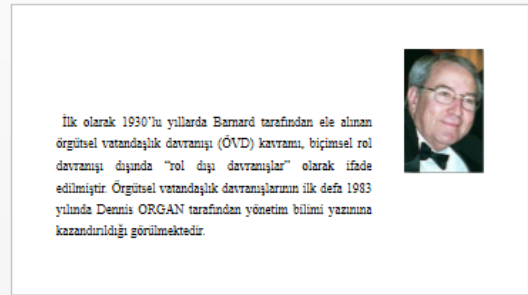 İlk olarak 1930’lu yıllarda Barnard tarafından ele alınan
örgütsel vatandaşlık davranışı (ÖVD) kavramı, biçimsel rol
davranışı dışında “rol dışı davranışlar” olarak ifade
edilmiştir. Örgütsel vatandaşlık davranışlarının ilk defa 1983
yılında Dennis ORGAN tarafından yönetim bilimi yazınına
kazandırıldığı görülmektedir.